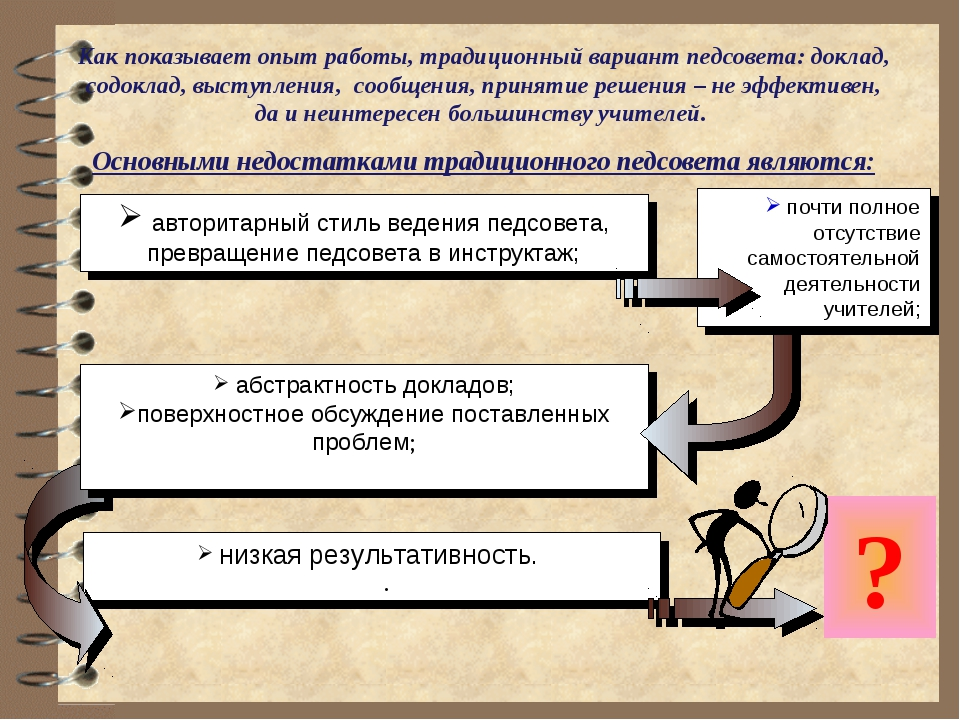 Как показывает опыт работы, традиционный вариант педсовета: доклад,
содоклад, выступления, сообщения, принятие решения – не эффективен,
да и неинтересен большинству учителей.
Основными недостатками традиционного педсовета являются:
➢ авторитарный стиль ведения педсовета,
превращение педсовета в инструктаж;
➢ почти полное
отсутствие
самостоятельной
деятельности
учителей;
➢ абстрактность докладов;
➢поверхностное обсуждение поставленных
проблем;
➢ низкая результативность.
.
?